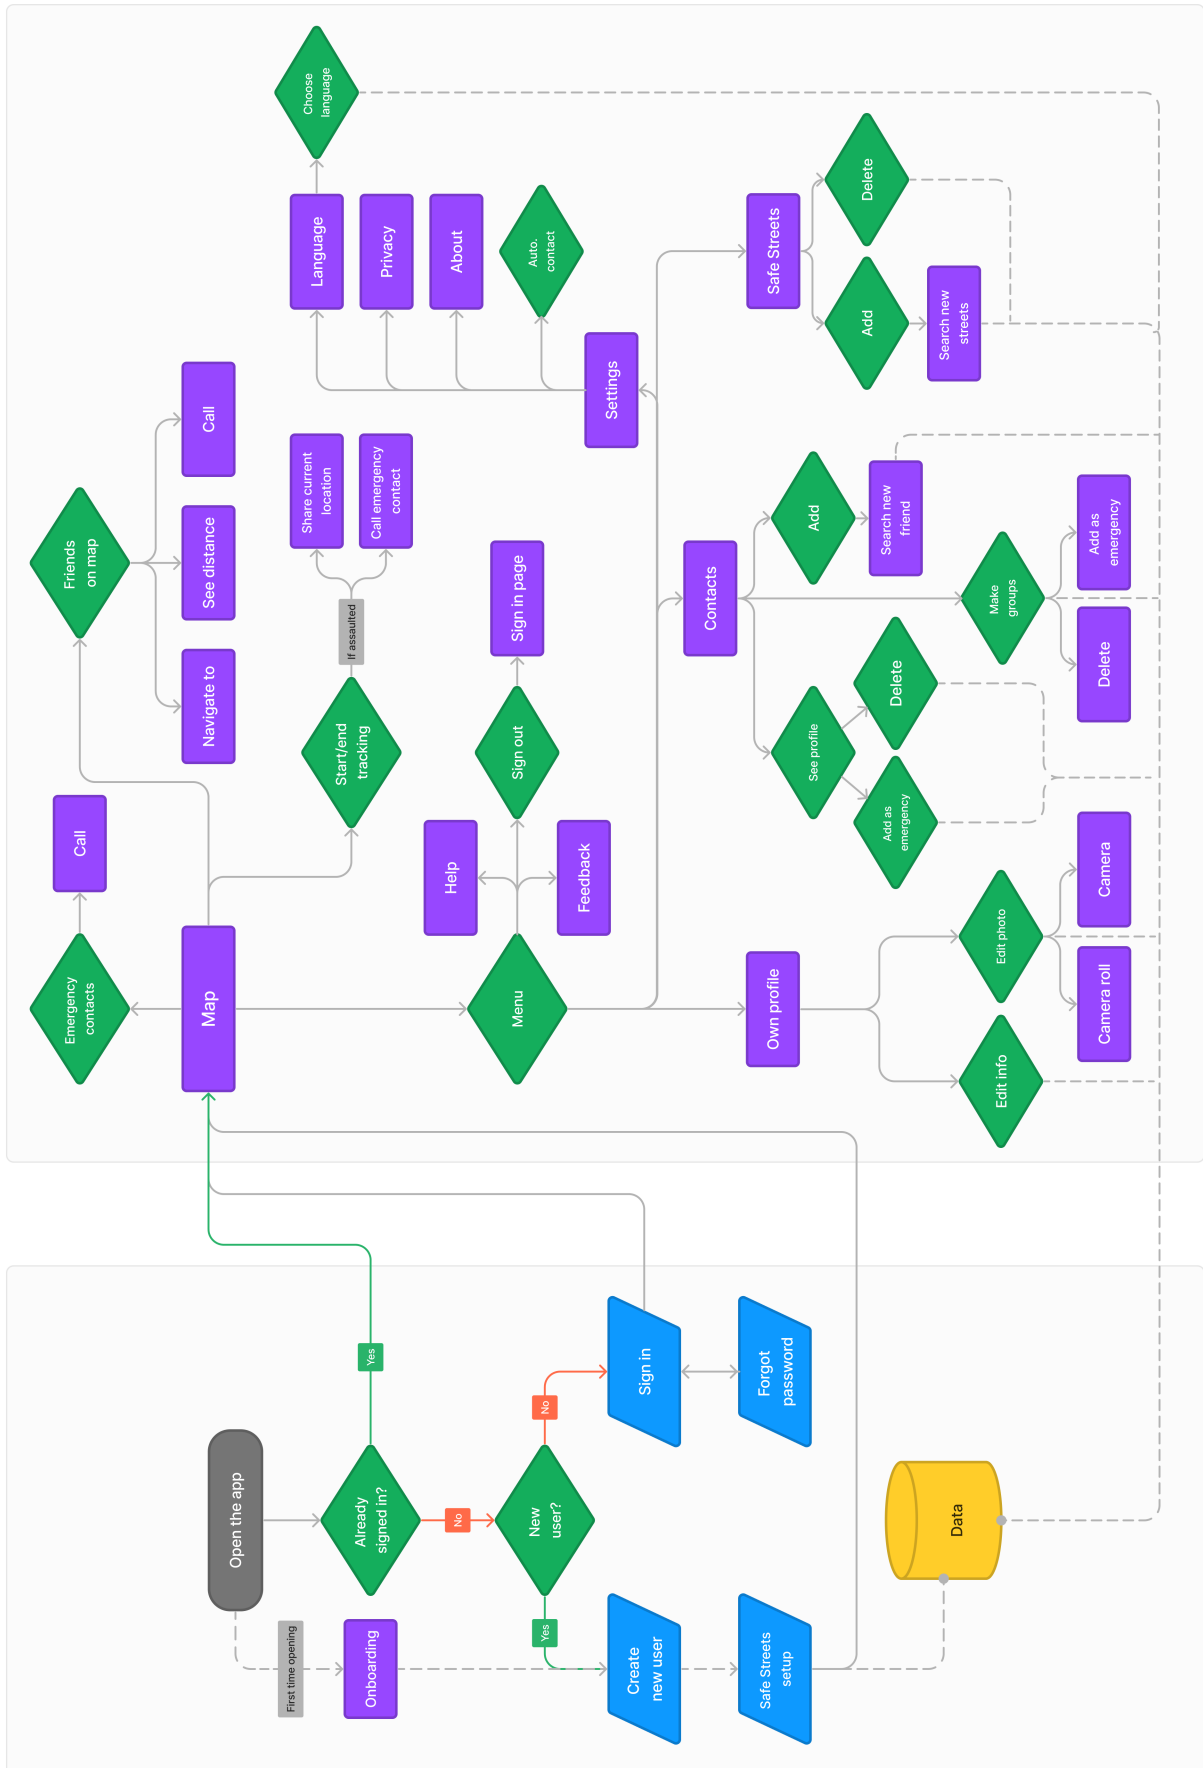 Open the app
First time opening
Onboarding
Already
signed in?
Yes
No
New
user?
Yes
No
Create
new user
Sign in
Safe Streets
setup
Forgot
password
Data
Map
Emergency
contacts
Call
Friends
on map
Navigate to
See distance
Call
Start/end
tracking
If assaulted
Share current
location
Call emergency
contact
Menu
Help
Feedback
Sign out
Sign in page
Settings
Language
Privacy
About
Auto.
contact
Choose
language
Own profile
Edit info
Edit photo
Camera roll
Camera
Contacts
See profile
Add as
emergency
Delete
Add
Search new
friend
Make
groups
Delete
Add as
emergency
Safe Streets
Add
Delete
Search new
streets